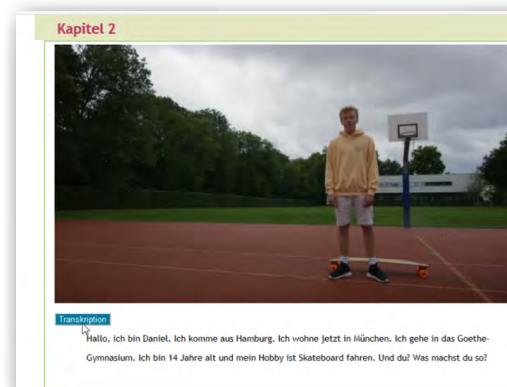 Kapitel 2
Transkription
Hallo, ich bin Daniel. Ich komme aus Hamburg. Ich wohne jetzt in München. Ich gehe in das Goethe-
Gymnasium. Ich bin 14 Jahre alt und mein Hobby ist Skateboard fahren. Und du? Was machst du so?